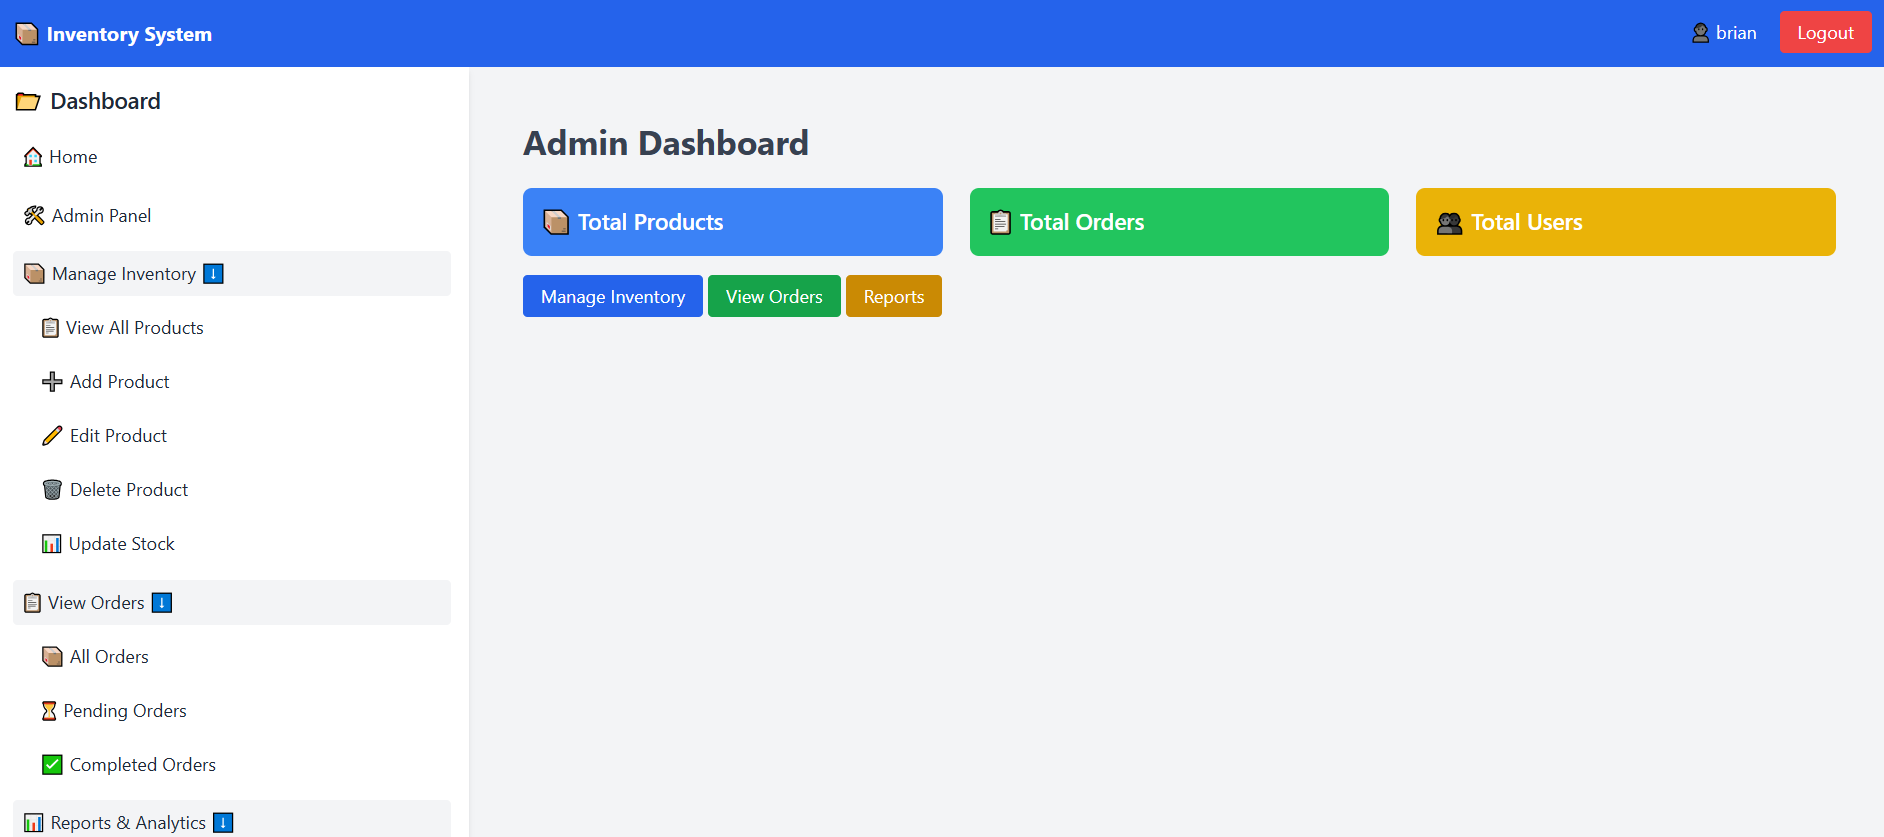 Inventory System
brian
Logout
Dashboard
Home
Admin Panel
Manage Inventory
View All Products
Add Product
Edit Product
Delete Product
Update Stock
View Orders
All Orders
Pending Orders
Completed Orders
Reports & Analytics
Admin Dashboard
Total Products
Total Orders
Total Users
Manage Inventory
View Orders
Reports